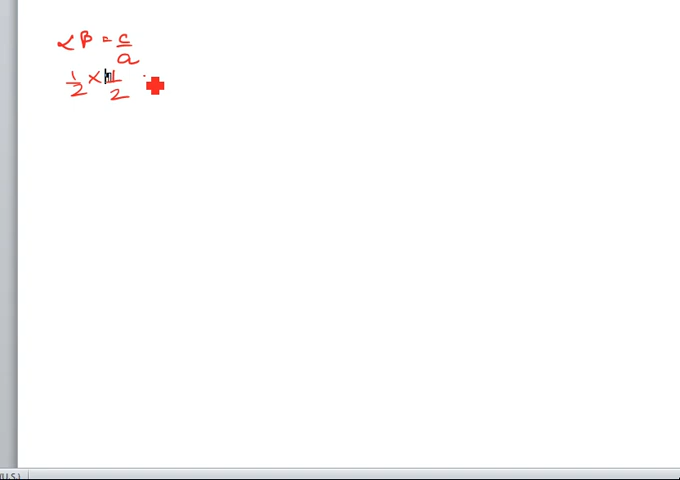 αβ = c/a
1/2 × 1/2
(U.S.)